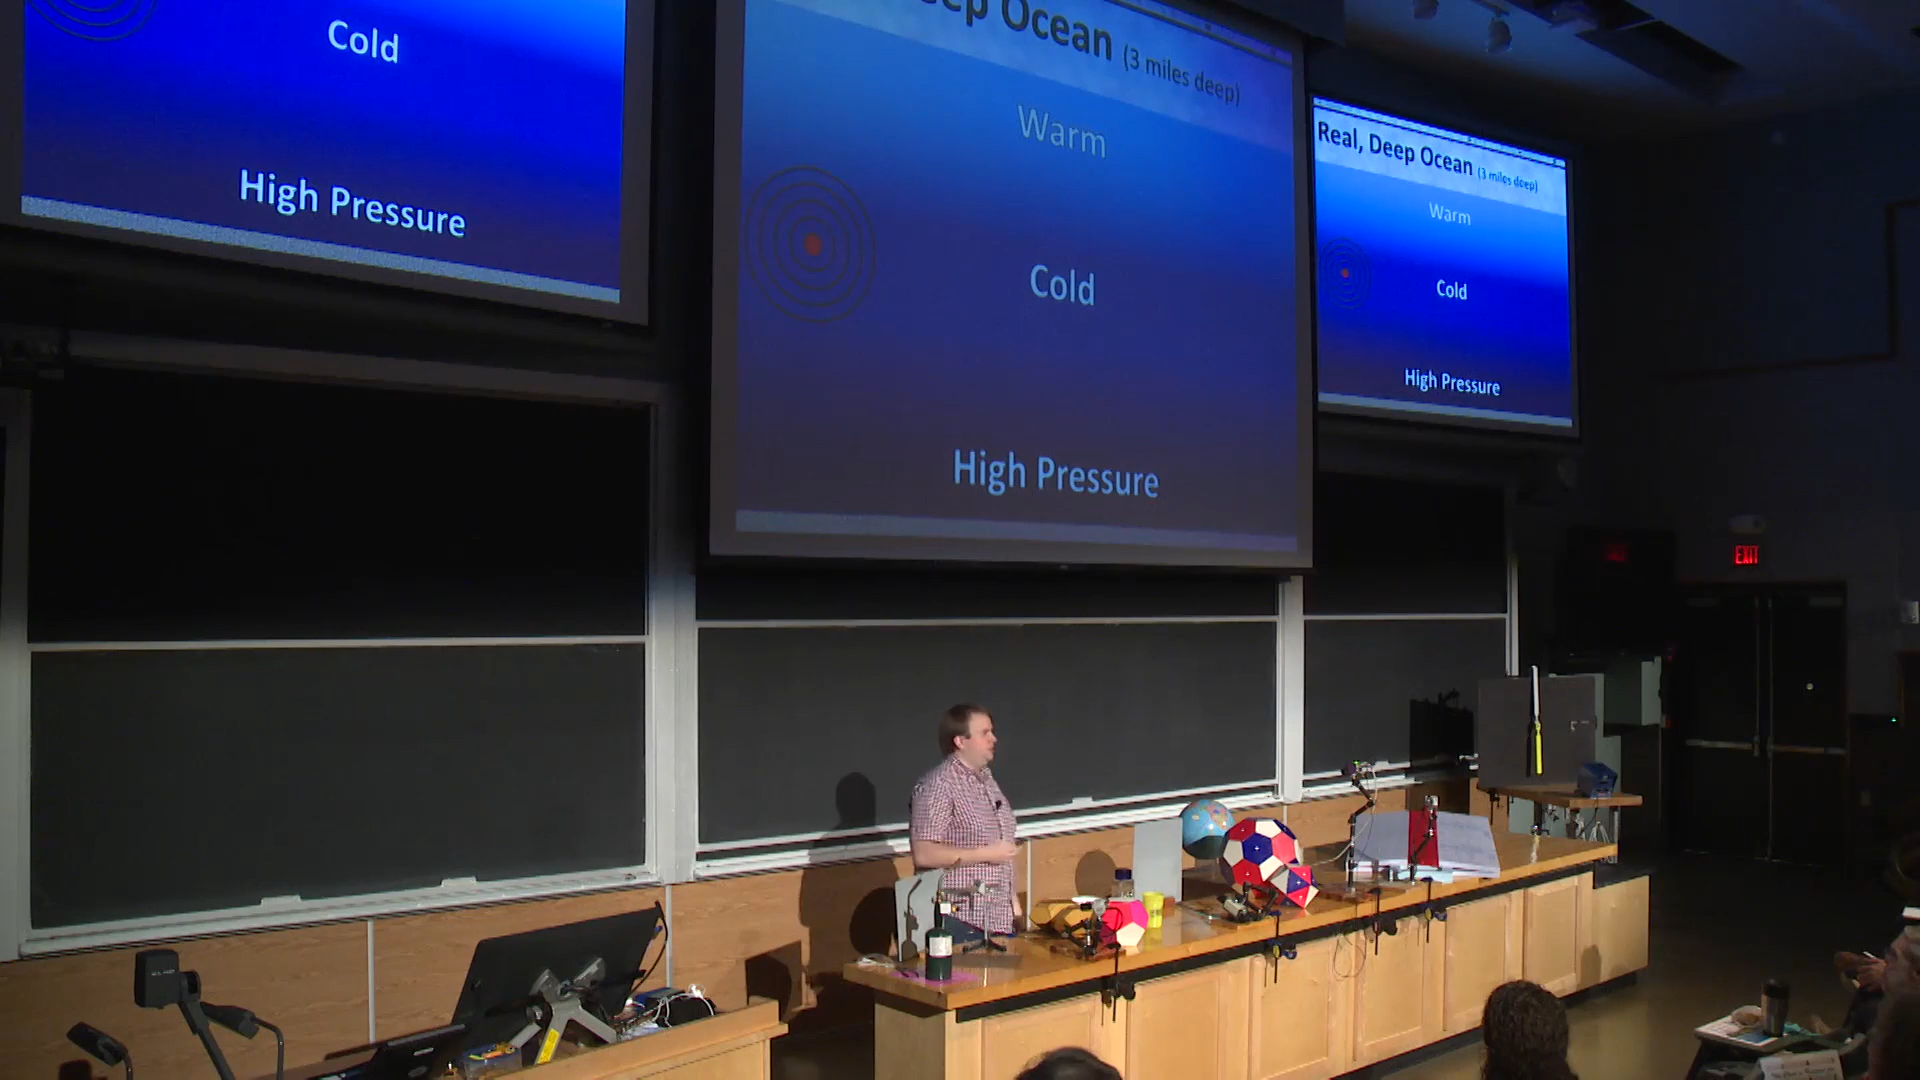 Cold
High Pressure
Deep Ocean (3 miles deep)
Warm
Cold
High Pressure
Real, Deep Ocean (3 miles deep)
Warm
Cold
High Pressure
EXIT